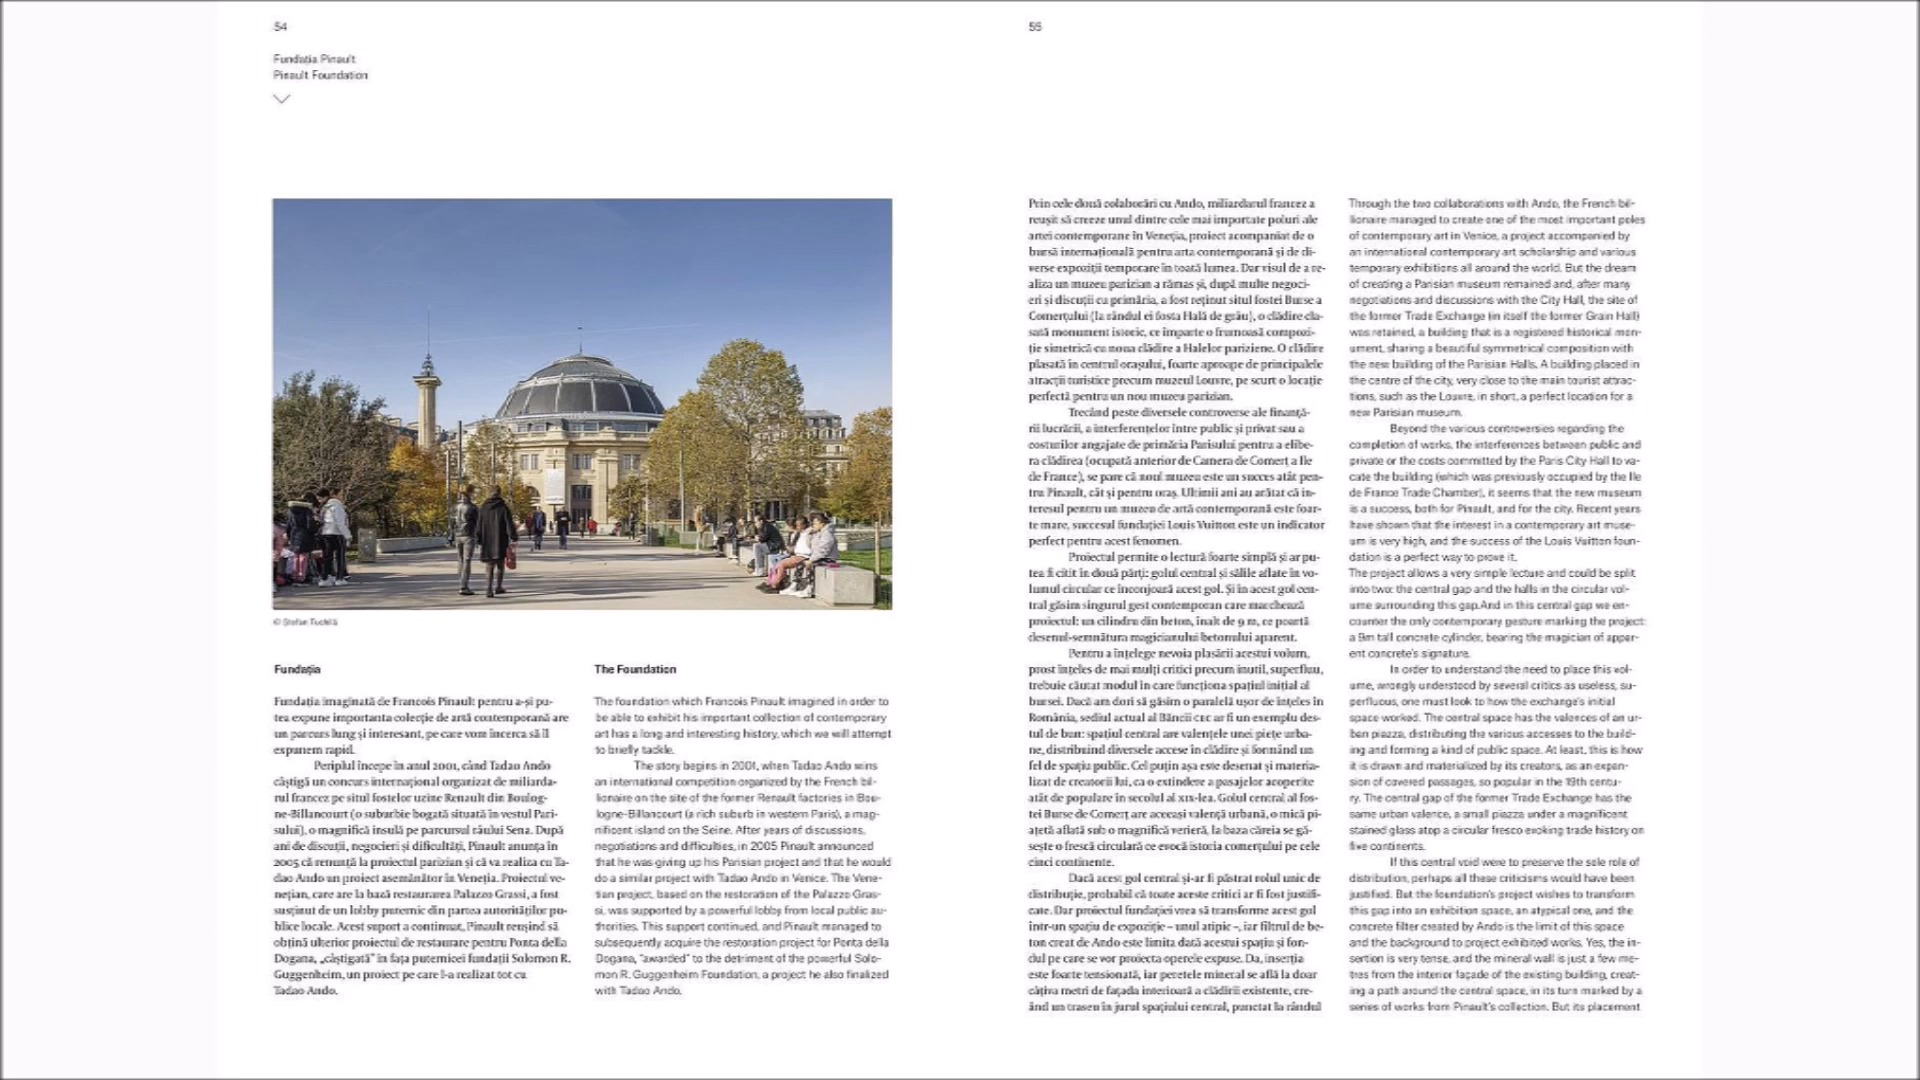 54
Fundația Pinault
Pinault Foundation
© Ștefan Tuchilă
Fundația
Fundația imaginată de Francois Pinault pentru a-și pu-
tea expune importanta colecție de artă contemporană are
un parcurs lung și interesant, pe care vom încerca să îl
expunem rapid.
Periplul începe în anul 2001, când Tadao Ando
câștigă un concurs internațional organizat de miliarda-
rul francez pe situl fostelor uzine Renault din Boulog-
ne-Billancourt (o suburbie bogată situată în vestul Pari-
sului), o magnifică insulă pe parcursul râului Sena. După
ani de discuții, negocieri și dificultăți, Pinault anunța în
2005 că renunță la proiectul parizian și că va realiza cu Ta-
dao Ando un proiect asemănător în Veneția. Proiectul ve-
nețian, care are la bază restaurarea Palazzo Grassi, a fost
susținut de un lobby puternic din partea autorităților pu-
blice locale. Acest suport a continuat, Pinault reușind să
obțină ulterior proiectul de restaurare pentru Ponta della
Dogana, „câștigată” în fața puternicei fundații Solomon R.
Guggenheim, un proiect pe care l-a realizat tot cu
Tadao Ando.
The Foundation
The foundation which Francois Pinault imagined in order to
be able to exhibit his important collection of contemporary
art has a long and interesting history, which we will attempt
to briefly tackle.
The story begins in 2001, when Tadao Ando wins
an international competition organized by the French bil-
lionaire on the site of the former Renault factories in Bou-
logne-Billancourt (a rich suburb in western Paris), a mag-
nificent island on the Seine. After years of discussions,
negotiations and difficulties, in 2005 Pinault announced
that he was giving up his Parisian project and that he would
do a similar project with Tadao Ando in Venice. The Vene-
tian project, based on the restoration of the Palazzo Gras-
si, was supported by a powerful lobby from local public au-
thorities. This support continued, and Pinault managed to
subsequently acquire the restoration project for Ponta della
Dogana, “awarded” to the detriment of the powerful Solo-
mon R. Guggenheim Foundation, a project he also finalized
with Tadao Ando.
55
Prin cele două colaborări cu Ando, miliardarul francez a
reușit să creeze unul dintre cele mai importante poluri ale
artei contemporane în Veneția, proiect acompaniat de o
bursă internațională pentru arta contemporană și de di-
verse expoziții temporare în toată lumea. Dar visul de a re-
aliza un muzeu parizian a rămas și, după multe negoci-
eri și discuții cu primăria, a fost reținut situl fostei Burse a
Comerțului (la rândul ei fosta Hală de grâu), o clădire cla-
sată monument istoric, ce împarte o frumoasă compozi-
ție simetrică cu noua clădire a Halelor pariziene. O clădire
plasată în centrul orașului, foarte aproape de principalele
atracții turistice precum muzeul Louvre, pe scurt o locație
perfectă pentru un nou muzeu parizian.
Trecând peste diversele controverse ale finanță-
rii lucrării, a interferențelor între public și privat sau a
costurilor angajate de primăria Parisului pentru a elibe-
ra clădirea (ocupată anterior de Camera de Comerț a Ile
de France), se pare că noul muzeu este un succes atât pen-
tru Pinault, cât și pentru oraș. Ultimii ani au arătat că in-
teresul pentru un muzeu de artă contemporană este foar-
te mare, succesul fundației Louis Vuitton este un indicator
perfect pentru acest fenomen.
Proiectul permite o lectură foarte simplă și ar pu-
tea fi citit în două părți: golul central și sălile aflate în vo-
lumul circular ce înconjoară acest gol. Și în acest gol cen-
tral găsim singurul gest contemporan care marchează
proiectul: un cilindru din beton, înalt de 9 m, ce poartă
desenul-semnătura magicianului betonului aparent.
Pentru a înțelege nevoia plasării acestui volum,
prost înțeles de mai mulți critici precum inutil, superfluu,
trebuie căutat modul în care funcționa spațiul inițial al
bursei. Dacă am dori să găsim o paralelă ușor de înțeles în
România, sediul actual al Băncii CEC ar fi un exemplu des-
tul de bun: spațiul central are valențele unei piețe urba-
ne, distribuind diversele accese în clădire și formând un
fel de spațiu public. Cel puțin așa este desenat și materia-
lizat de creatorii lui, ca o extindere a pasajelor acoperite
atât de populare în secolul al XIX-lea. Golul central al fos-
tei Burse de Comerț are aceeași valență urbană, o mică pi-
ațetă aflată sub o magnifică verieră, la baza căreia se gă-
sește o frescă circulară ce evocă istoria comerțului pe cele
cinci continente.
Dacă acest gol central și-ar fi păstrat rolul unic de
distribuție, probabil că toate aceste critici ar fi fost justifi-
cate. Dar proiectul fundației vrea să transforme acest gol
într-un spațiu de expoziție – unul atipic –, iar filtrul de be-
ton creat de Ando este limita dată acestui spațiu și fon-
dul pe care se vor proiecta operele expuse. Da, inserția
este foarte tensionată, iar peretele mineral se află la doar
câțiva metri de fațada interioară a clădirii existente, cre-
ând un traseu în jurul spațiului central, punctat la rândul
Through the two collaborations with Ando, the French bil-
lionaire managed to create one of the most important poles
of contemporary art in Venice, a project accompanied by
an international contemporary art scholarship and various
temporary exhibitions all around the world. But the dream
of creating a Parisian museum remained and, after many
negotiations and discussions with the City Hall, the site of
the former Trade Exchange (in itself the former Grain Hall)
was retained, a building that is a registered historical mon-
ument, sharing a beautiful symmetrical composition with
the new building of the Parisian Halls. A building placed in
the centre of the city, very close to the main tourist attrac-
tions, such as the Louvre, in short, a perfect location for a
new Parisian museum.
Beyond the various controversies regarding the
completion of works, the interferences between public and
private or the costs committed by the Paris City Hall to va-
cate the building (which was previously occupied by the Ile
de France Trade Chamber), it seems that the new museum
is a success, both for Pinault, and for the city. Recent years
have shown that the interest in a contemporary art muse-
um is very high, and the success of the Louis Vuitton foun-
dation is a perfect way to prove it.
The project allows a very simple lecture and could be split
into two: the central gap and the halls in the circular vol-
ume surrounding this gap.And in this central gap we en-
counter the only contemporary gesture marking the project:
a 9m tall concrete cylinder, bearing the magician of appar-
ent concrete's signature.
In order to understand the need to place this vol-
ume, wrongly understood by several critics as useless, su-
perfluous, one must look to how the exchange's initial
space worked. The central space has the valences of an ur-
ban piazza, distributing the various accesses to the build-
ing and forming a kind of public space. At least, this is how
it is drawn and materialized by its creators, as an expan-
sion of covered passages, so popular in the 19th centu-
ry. The central gap of the former Trade Exchange has the
same urban valence, a small piazza under a magnificent
stained glass atop a circular fresco evoking trade history on
five continents.
If this central void were to preserve the sole role of
distribution, perhaps all these criticisms would have been
justified. But the foundation's project wishes to transform
this gap into an exhibition space, an atypical one, and the
concrete filter created by Ando is the limit of this space
and the background to project exhibited works. Yes, the in-
sertion is very tense, and the mineral wall is just a few me-
tres from the interior façade of the existing building, creat-
ing a path around the central space, in its turn marked by a
series of works from Pinault's collection. But its placement